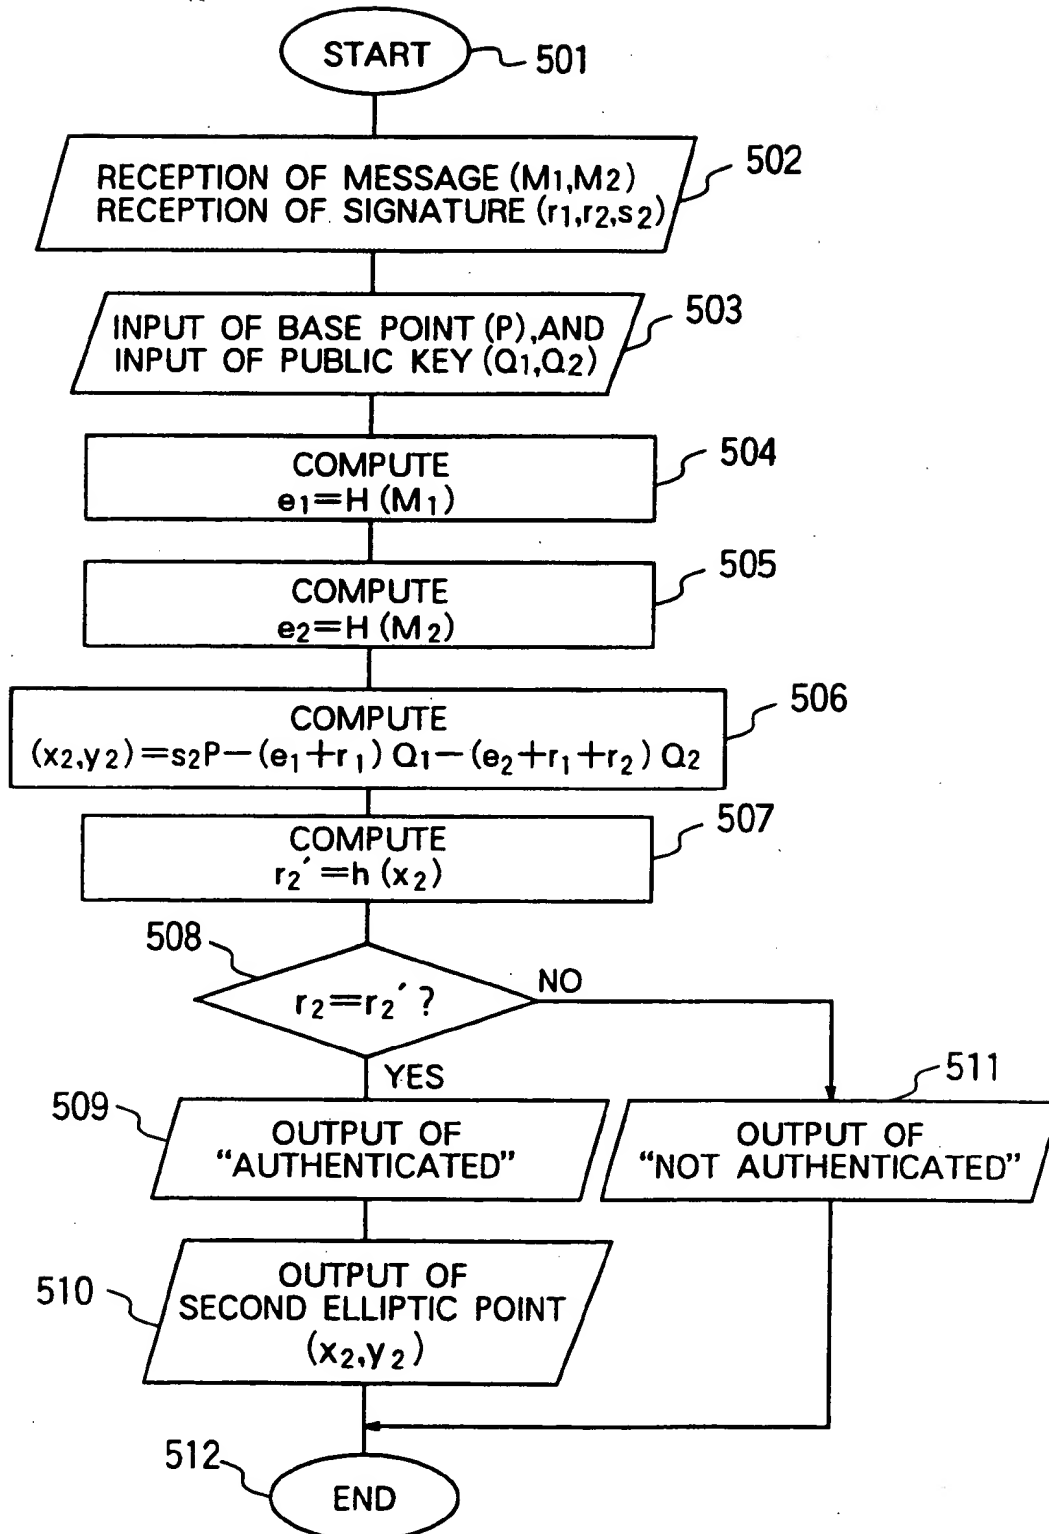 START
501
RECEPTION OF MESSAGE (M1,M2)
RECEPTION OF SIGNATURE (r1,r2,s2)
502
INPUT OF BASE POINT (P),AND
INPUT OF PUBLIC KEY (Q1,Q2)
503
COMPUTE
e1=H (M1)
504
COMPUTE
e2=H (M2)
505
COMPUTE
(x2,y2)=s2P−(e1+r1) Q1−(e2+r1+r2) Q2
506
COMPUTE
r2′=h (x2)
507
508
r2=r2′ ?
NO
YES
509
OUTPUT OF
“AUTHENTICATED”
511
OUTPUT OF
“NOT AUTHENTICATED”
510
OUTPUT OF
SECOND ELLIPTIC POINT
(x2,y2)
512
END